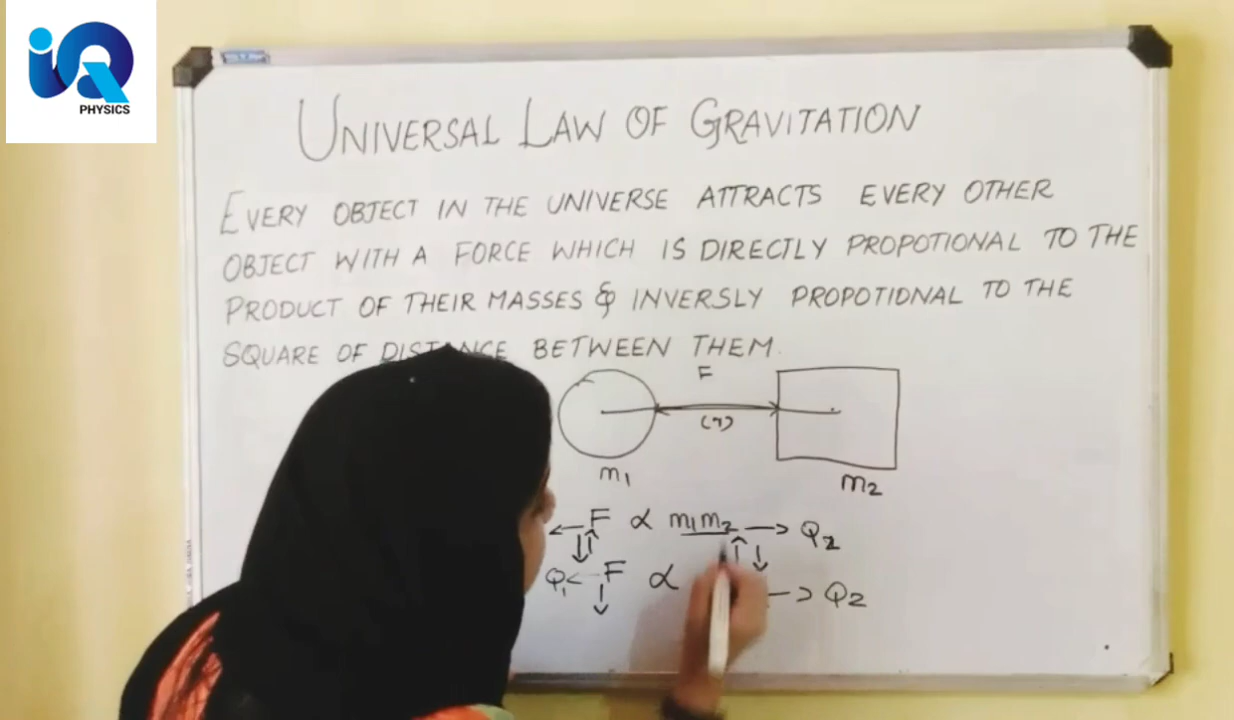 iQ
PHYSICS
UNIVERSAL LAW OF GRAVITATION
EVERY OBJECT IN THE UNIVERSE ATTRACTS EVERY OTHER
OBJECT WITH A FORCE WHICH IS DIRECTLY PROPOTIONAL TO THE
PRODUCT OF THEIR MASSES & INVERSLY PROPOTIONAL TO THE
SQUARE OF DISTANCE BETWEEN THEM.
F
(r)
m1
m2
← F ∝ m1m2 → Q2
Q1 ← F ∝ → Q2